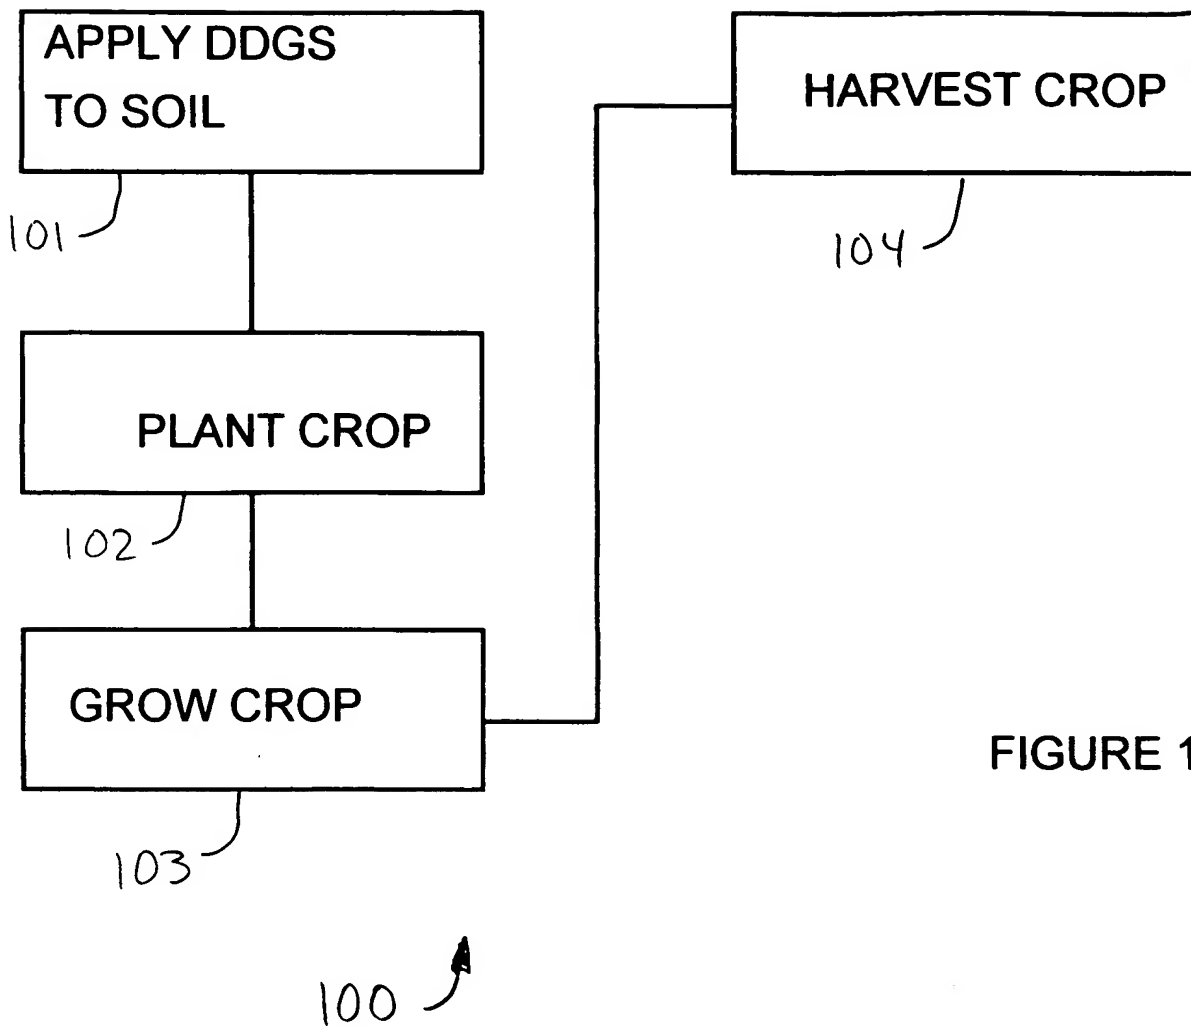 APPLY DDGS
TO SOIL
101
PLANT CROP
102
GROW CROP
103
HARVEST CROP
104
FIGURE 1
100